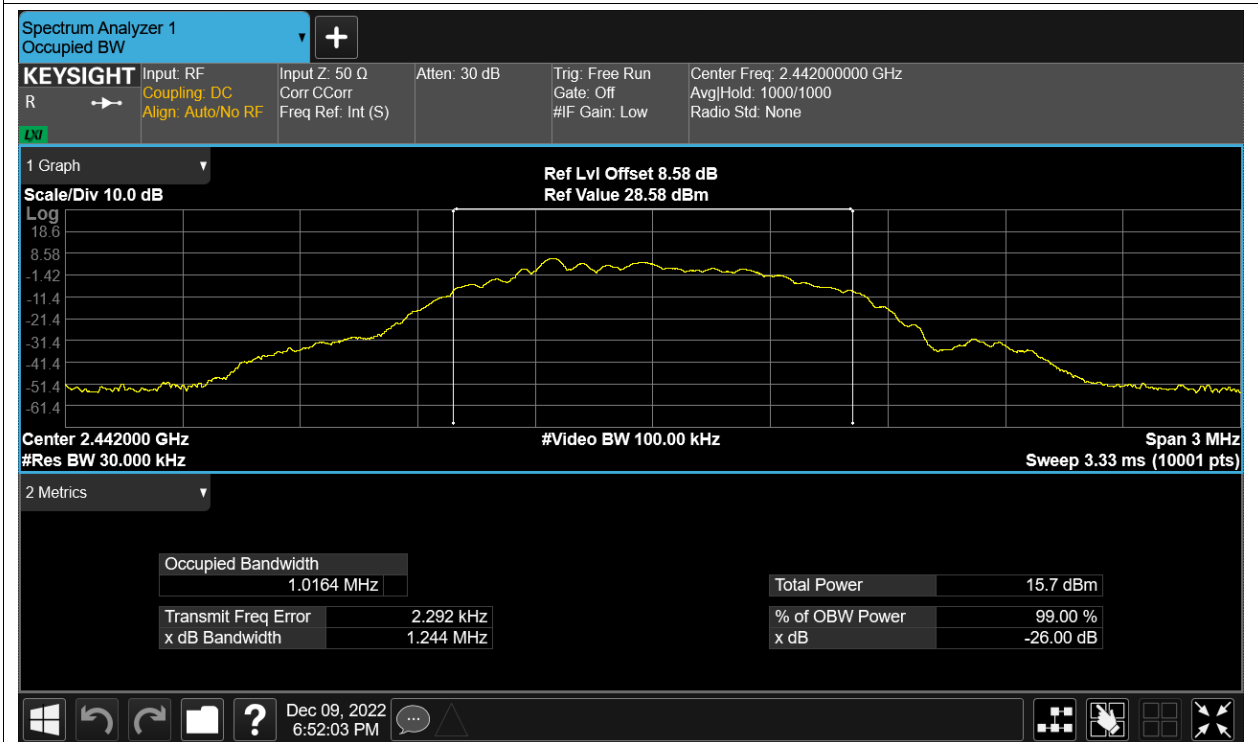 Spectrum Analyzer 1
Occupied BW
KEYSIGHT Input: RF Input Z: 50 Ω Atten: 30 dB Trig: Free Run Center Freq: 2.442000000 GHz
R Coupling: DC Corr CCorr Gate: Off Avg|Hold: 1000/1000
Align: Auto/No RF Freq Ref: Int (S) #IF Gain: Low Radio Std: None
LXI
1 Graph
Ref Lvl Offset 8.58 dB
Scale/Div 10.0 dB Ref Value 28.58 dBm
Log
18.6
8.58
-1.42
-11.4
-21.4
-31.4
-41.4
-51.4
-61.4
Center 2.442000 GHz #Video BW 100.00 kHz Span 3 MHz
#Res BW 30.000 kHz Sweep 3.33 ms (10001 pts)
2 Metrics
Occupied Bandwidth
1.0164 MHz
Total Power 15.7 dBm
Transmit Freq Error 2.292 kHz % of OBW Power 99.00 %
x dB Bandwidth 1.244 MHz x dB -26.00 dB
? Dec 09, 2022
6:52:03 PM